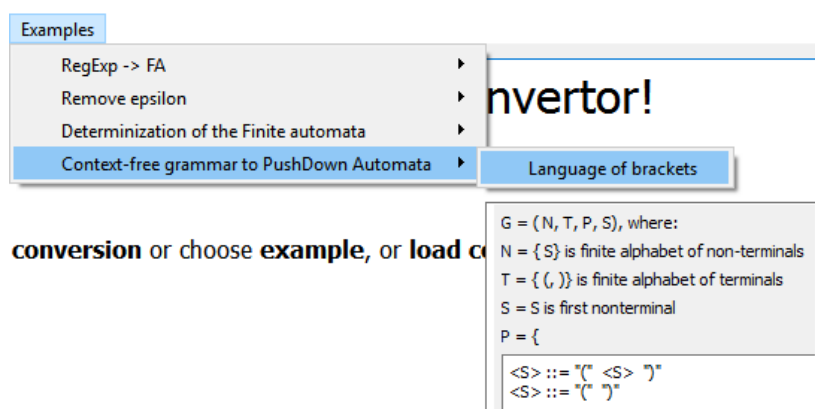 Examples
RegExp -> FA
Remove epsilon
Determinization of the Finite automata
Context-free grammar to PushDown Automata
Language of brackets
nvertor!
conversion or choose example, or load c
G = ( N, T, P, S), where:
N = { S} is finite alphabet of non-terminals
T = { (, )} is finite alphabet of terminals
S = S is first nonterminal
P = {
<S> ::= "(" <S> ")"
<S> ::= "(" ")"